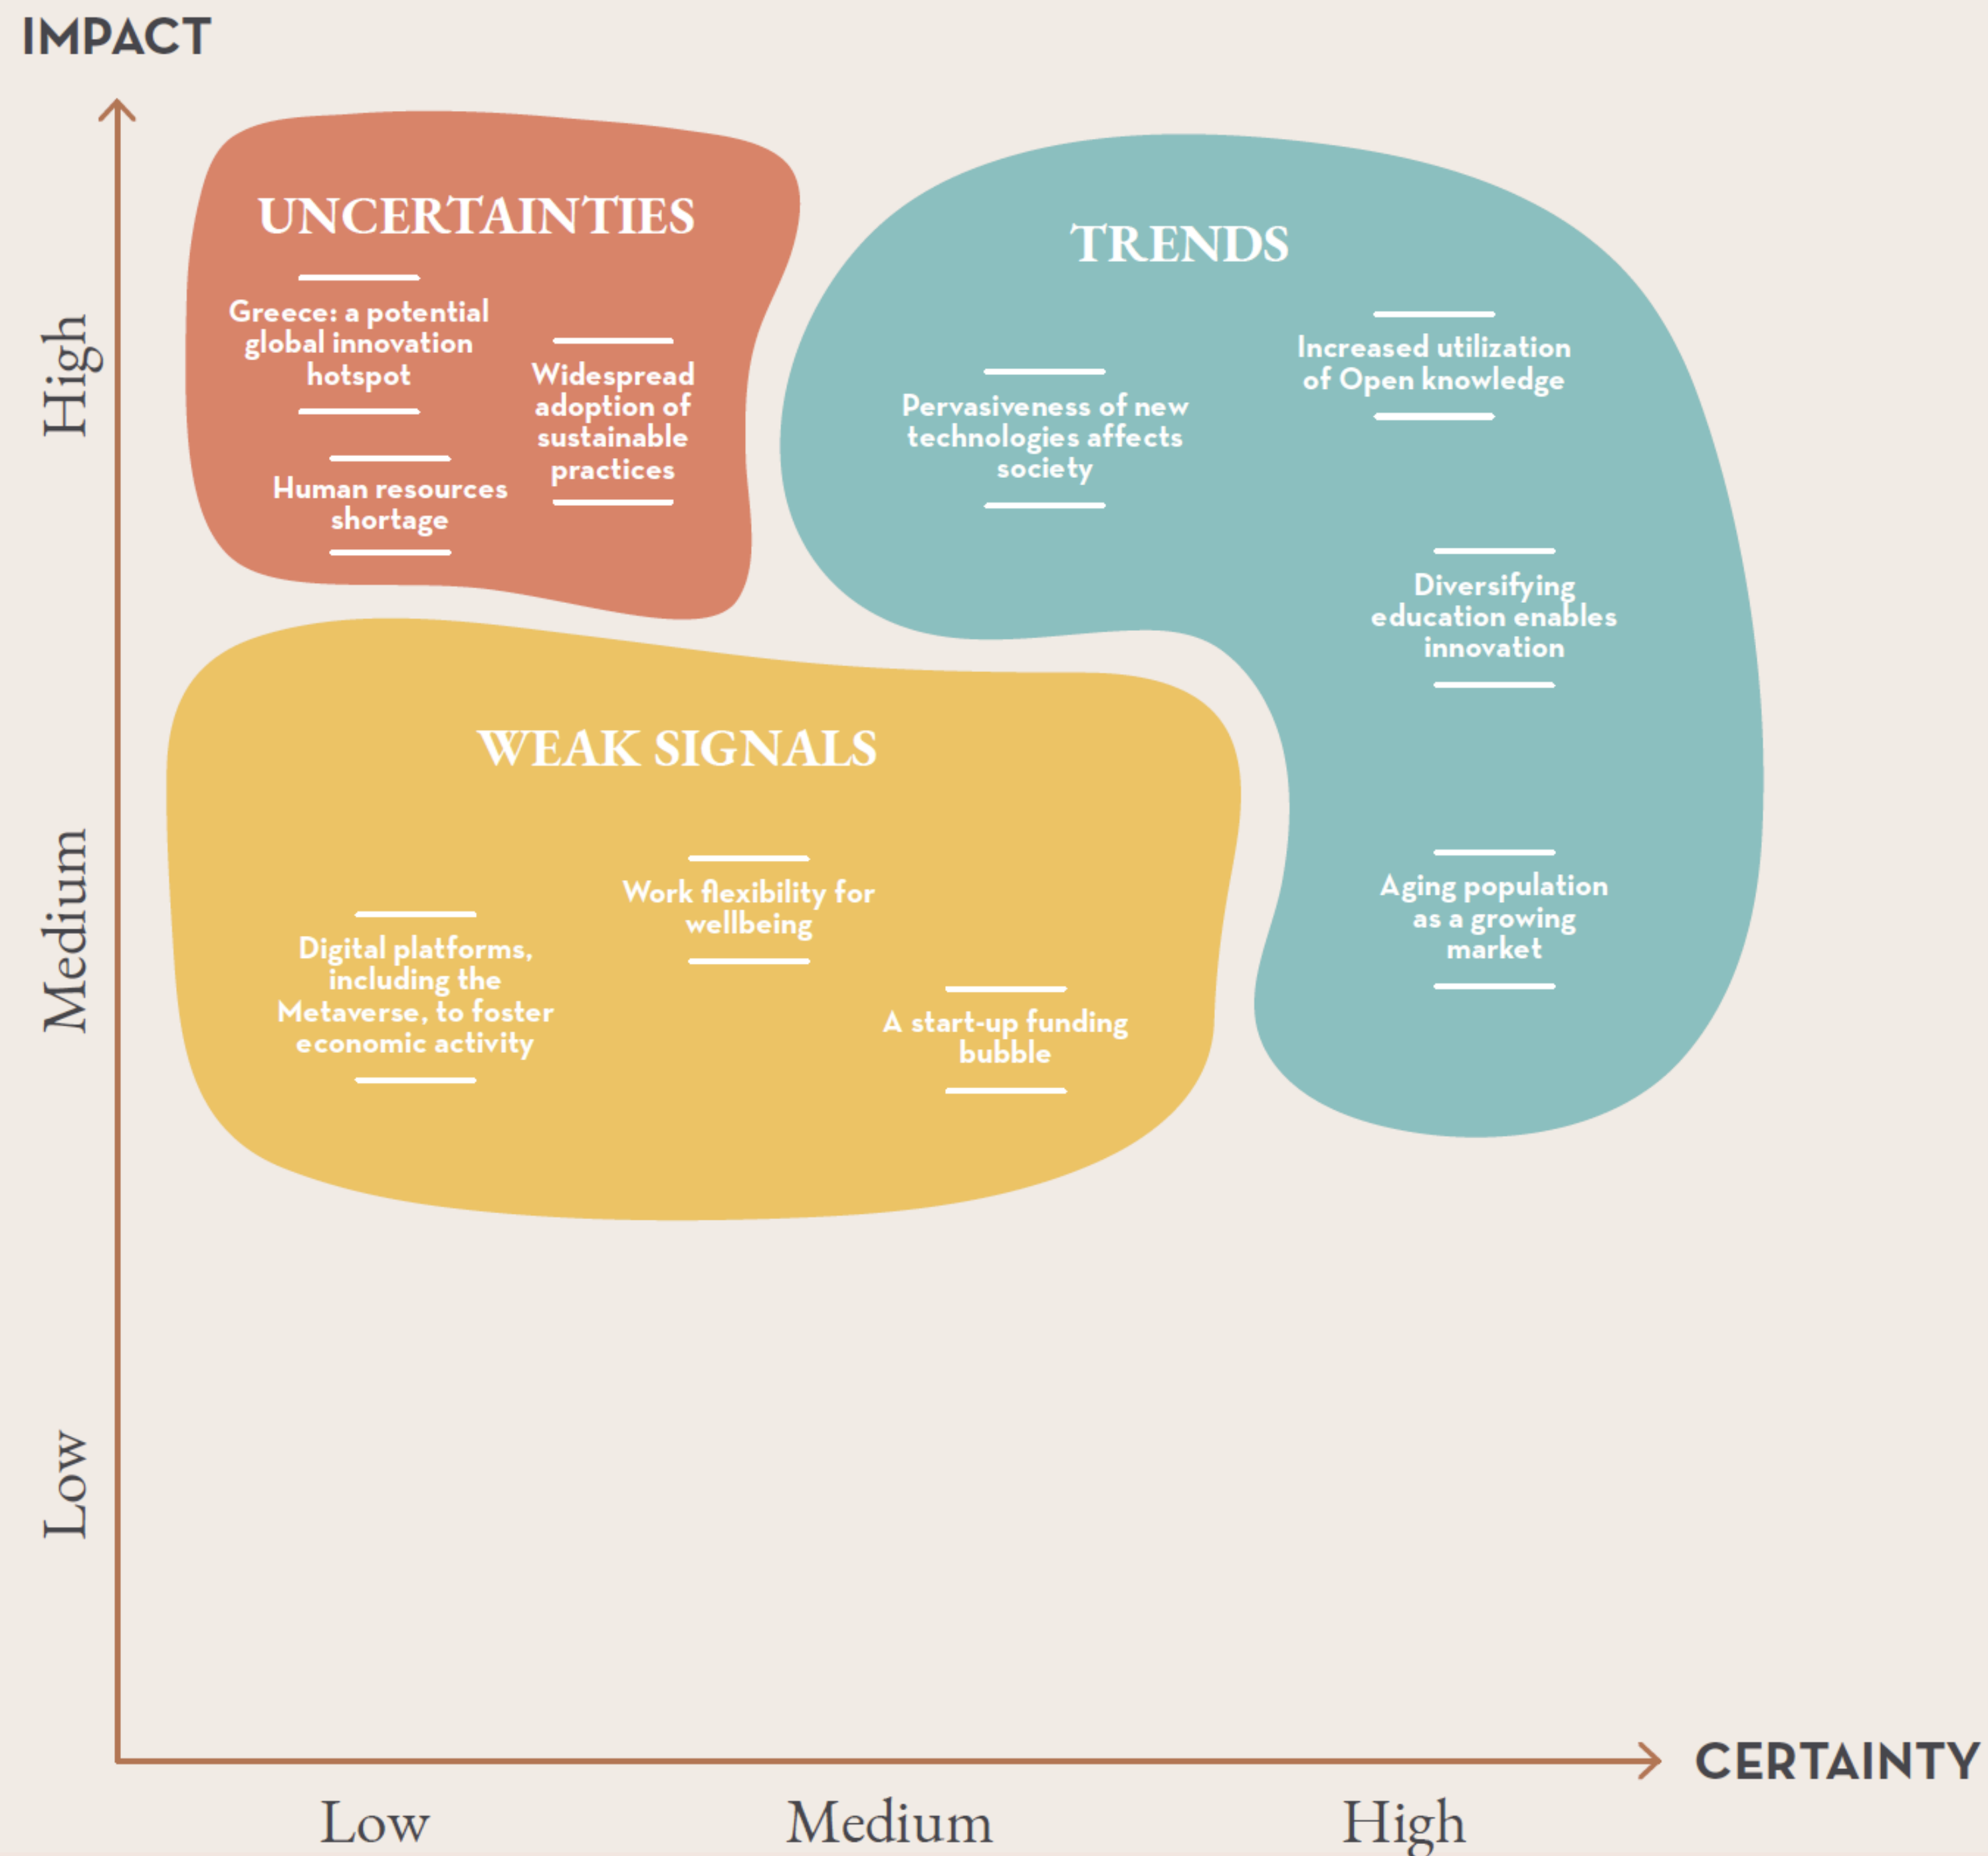 IMPACT
High
Medium
Low
UNCERTAINTIES
Greece: a potential
global innovation
hotspot
Widespread
adoption of
sustainable
practices
Human resources
shortage
TRENDS
Increased utilization
of Open knowledge
Pervasiveness of new
technologies affects
society
Diversifying
education enables
innovation
Aging population
as a growing
market
WEAK SIGNALS
Work flexibility for
wellbeing
Digital platforms,
including the
Metaverse, to foster
economic activity
A start-up funding
bubble
CERTAINTY
Low
Medium
High